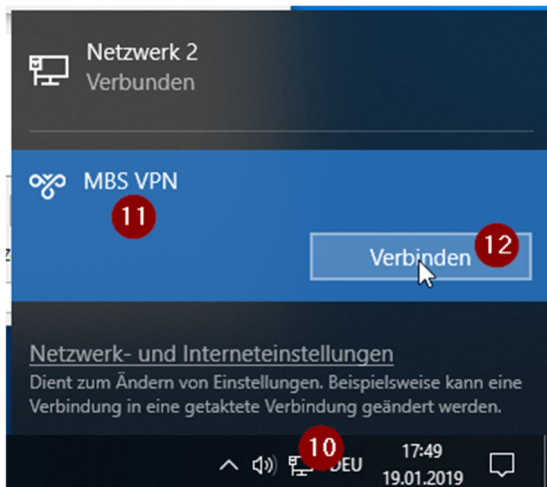 Netzwerk 2
Verbunden
MBS VPN
11
Verbinden
12
Netzwerk- und Interneteinstellungen
Dient zum Ändern von Einstellungen. Beispielsweise kann eine
Verbindung in eine getaktete Verbindung geändert werden.
10
DEU
17:49
19.01.2019